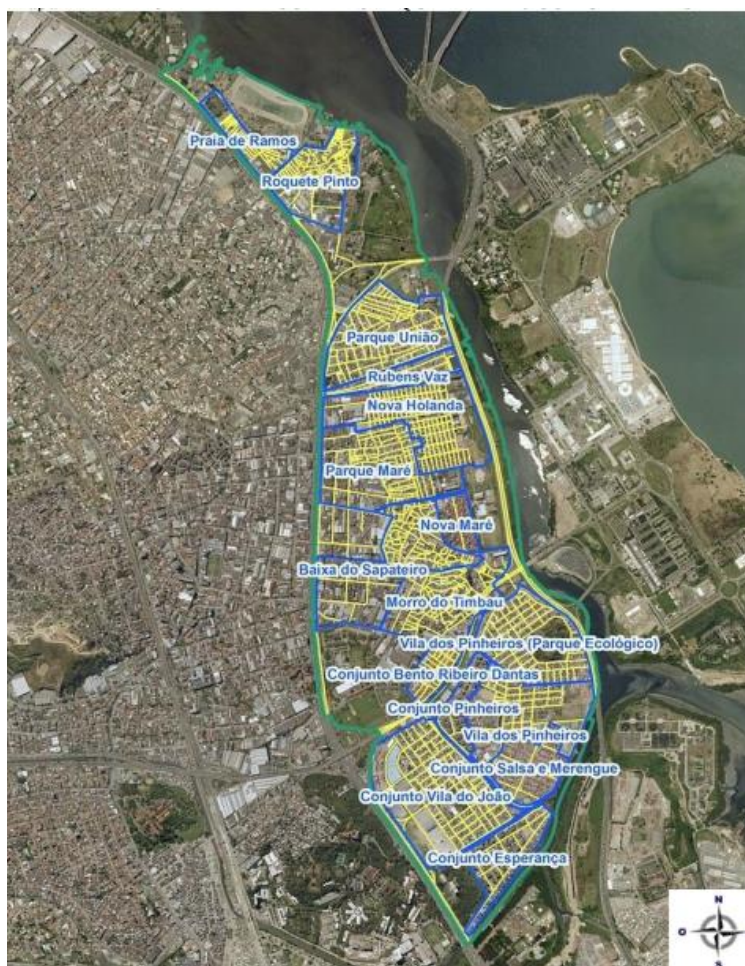 Praia de Ramos
Roquete Pinto
Parque União
Rubens Vaz
Nova Holanda
Parque Maré
Nova Maré
Baixa do Sapateiro
Morro do Timbau
Vila dos Pinheiros (Parque Ecológico)
Conjunto Bento Ribeiro Dantas
Conjunto Pinheiros
Vila dos Pinheiros
Conjunto Salsa e Merengue
Conjunto Vila do João
Conjunto Esperança
N
O
S